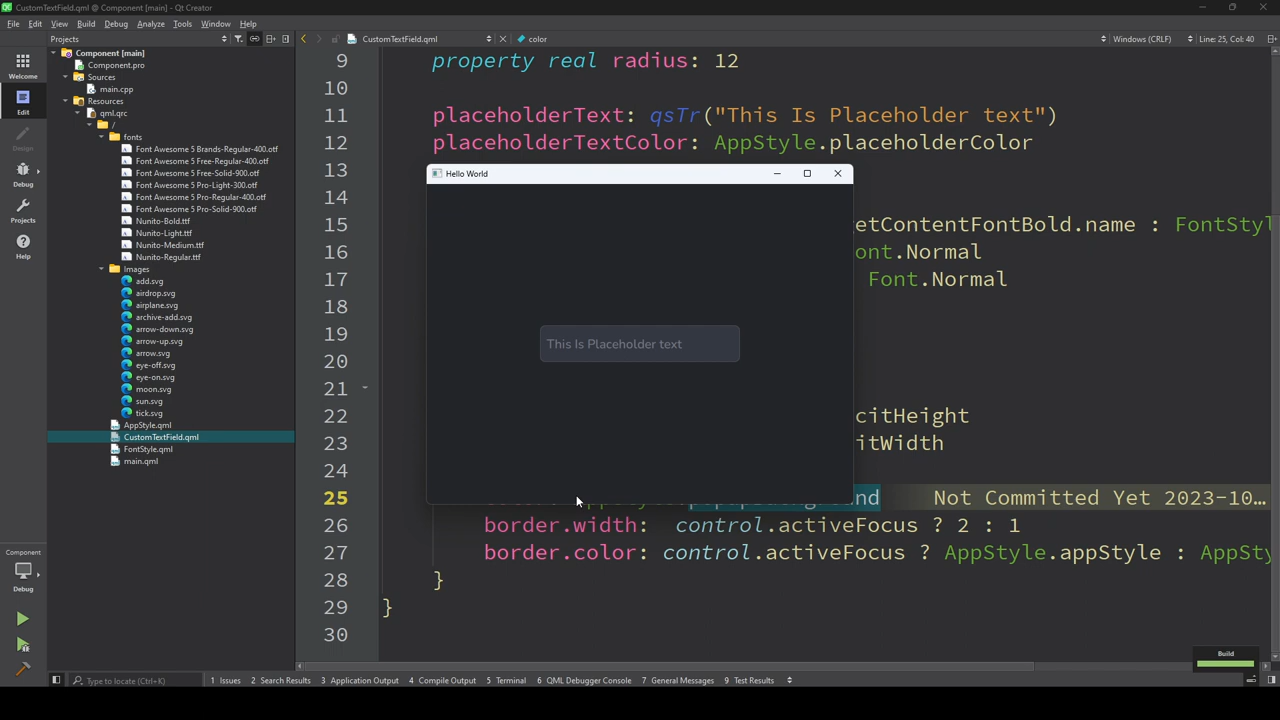 CustomTextField.qml @ Component [main] - Qt Creator
File Edit View Build Debug Analyze Tools Window Help
Projects
CustomTextField.qml
color
Windows (CRLF)
Line: 25, Col: 40
Welcome
Edit
Design
Debug
Projects
Help
Component [main]
Component.pro
Sources
main.cpp
Resources
qml.qrc
/
fonts
Font Awesome 5 Brands-Regular-400.otf
Font Awesome 5 Free-Regular-400.otf
Font Awesome 5 Free-Solid-900.otf
Font Awesome 5 Pro-Light-300.otf
Font Awesome 5 Pro-Regular-400.otf
Font Awesome 5 Pro-Solid-900.otf
Nunito-Bold.ttf
Nunito-Light.ttf
Nunito-Medium.ttf
Nunito-Regular.ttf
Images
add.svg
airdrop.svg
airplane.svg
archive-add.svg
arrow-down.svg
arrow-up.svg
arrow.svg
eye-off.svg
eye-on.svg
moon.svg
sun.svg
tick.svg
AppStyle.qml
CustomTextField.qml
FontStyle.qml
main.qml
9 property real radius: 12
10
11 placeholderText: qsTr("This Is Placeholder text")
12 placeholderTextColor: AppStyle.placeholderColor
13
14
15 etContentFontBold.name : FontStyl
16 ont.Normal
17 Font.Normal
18
19
20
21
22 citHeight
23 itWidth
24
25 nd Not Committed Yet 2023-10…
26 border.width: control.activeFocus ? 2 : 1
27 border.color: control.activeFocus ? AppStyle.appStyle : AppSty
28 }
29 }
30
Hello World
This Is Placeholder text
Component
Debug
Build
Type to locate (Ctrl+K)
1 Issues 2 Search Results 3 Application Output 4 Compile Output 5 Terminal 6 QML Debugger Console 7 General Messages 9 Test Results